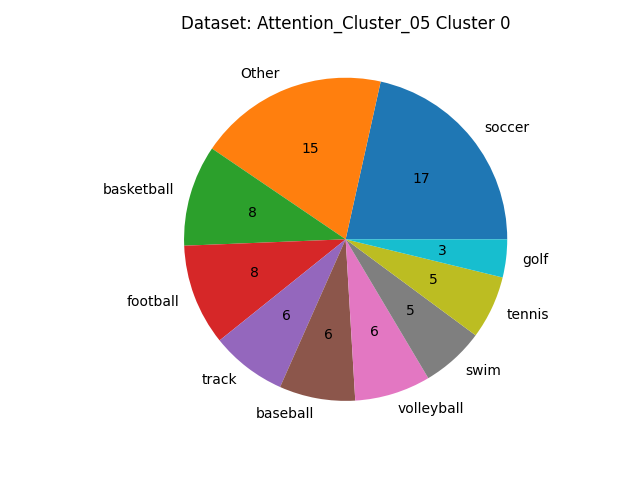 Dataset: Attention_Cluster_05 Cluster 0
Other
soccer
15
17
basketball
8
golf
3
football
8
5
tennis
track
6
6
6
5
swim
baseball
volleyball